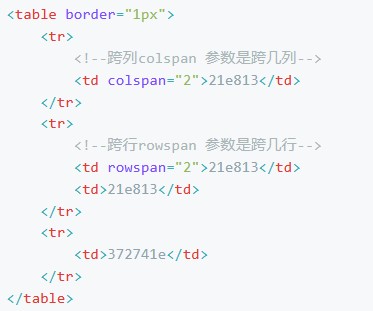 <table border="1px">
    <tr>
        <!--跨列colspan 参数是跨几列-->
        <td colspan="2">21e813</td>
    </tr>
    <tr>
        <!--跨行rowspan 参数是跨几行-->
        <td rowspan="2">21e813</td>
        <td>21e813</td>
    </tr>
    <tr>
        <td>372741e</td>
    </tr>
</table>